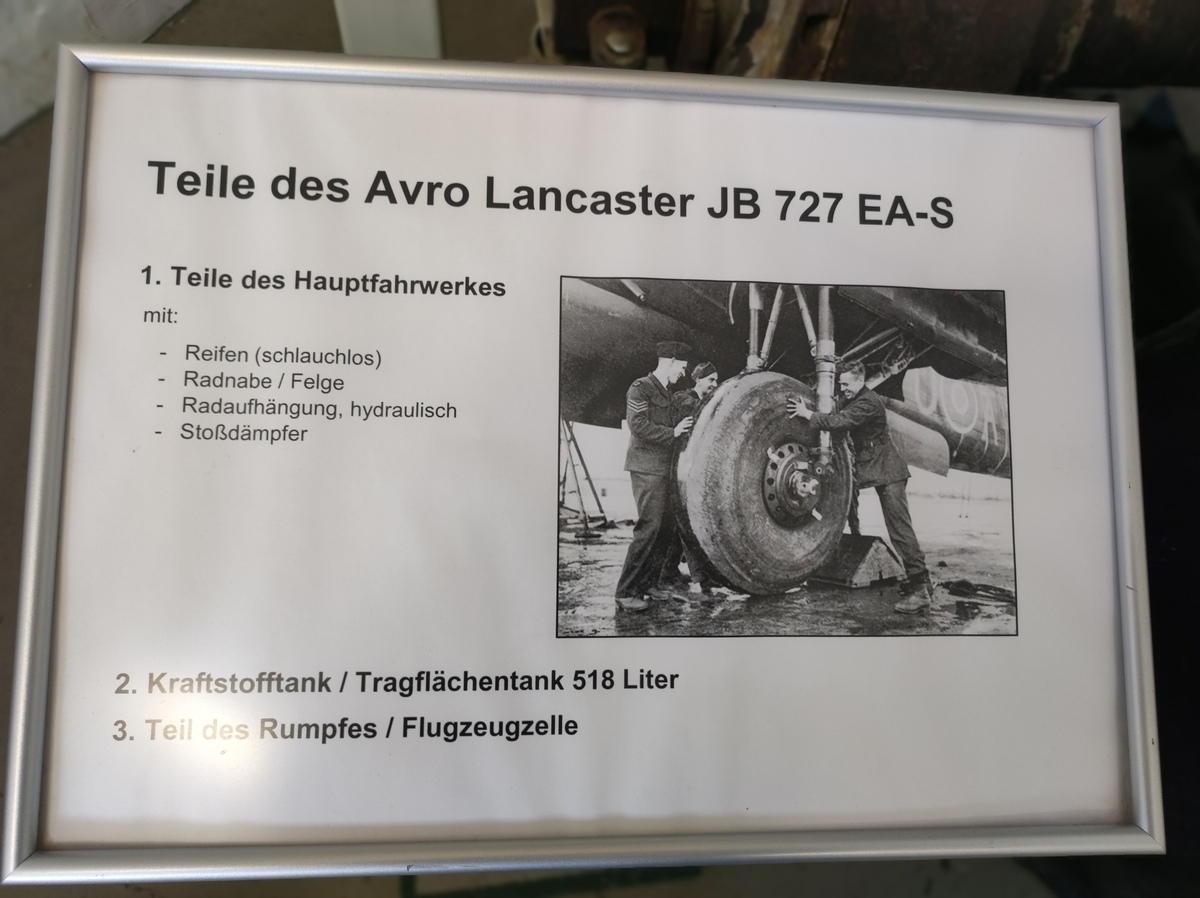 Teile des Avro Lancaster JB 727 EA-S
1. Teile des Hauptfahrwerkes
mit:
- Reifen (schlauchlos)
- Radnabe / Felge
- Radaufhängung, hydraulisch
- Stoßdämpfer
2. Kraftstofftank / Tragflächentank 518 Liter
3. Teil des Rumpfes / Flugzeugzelle